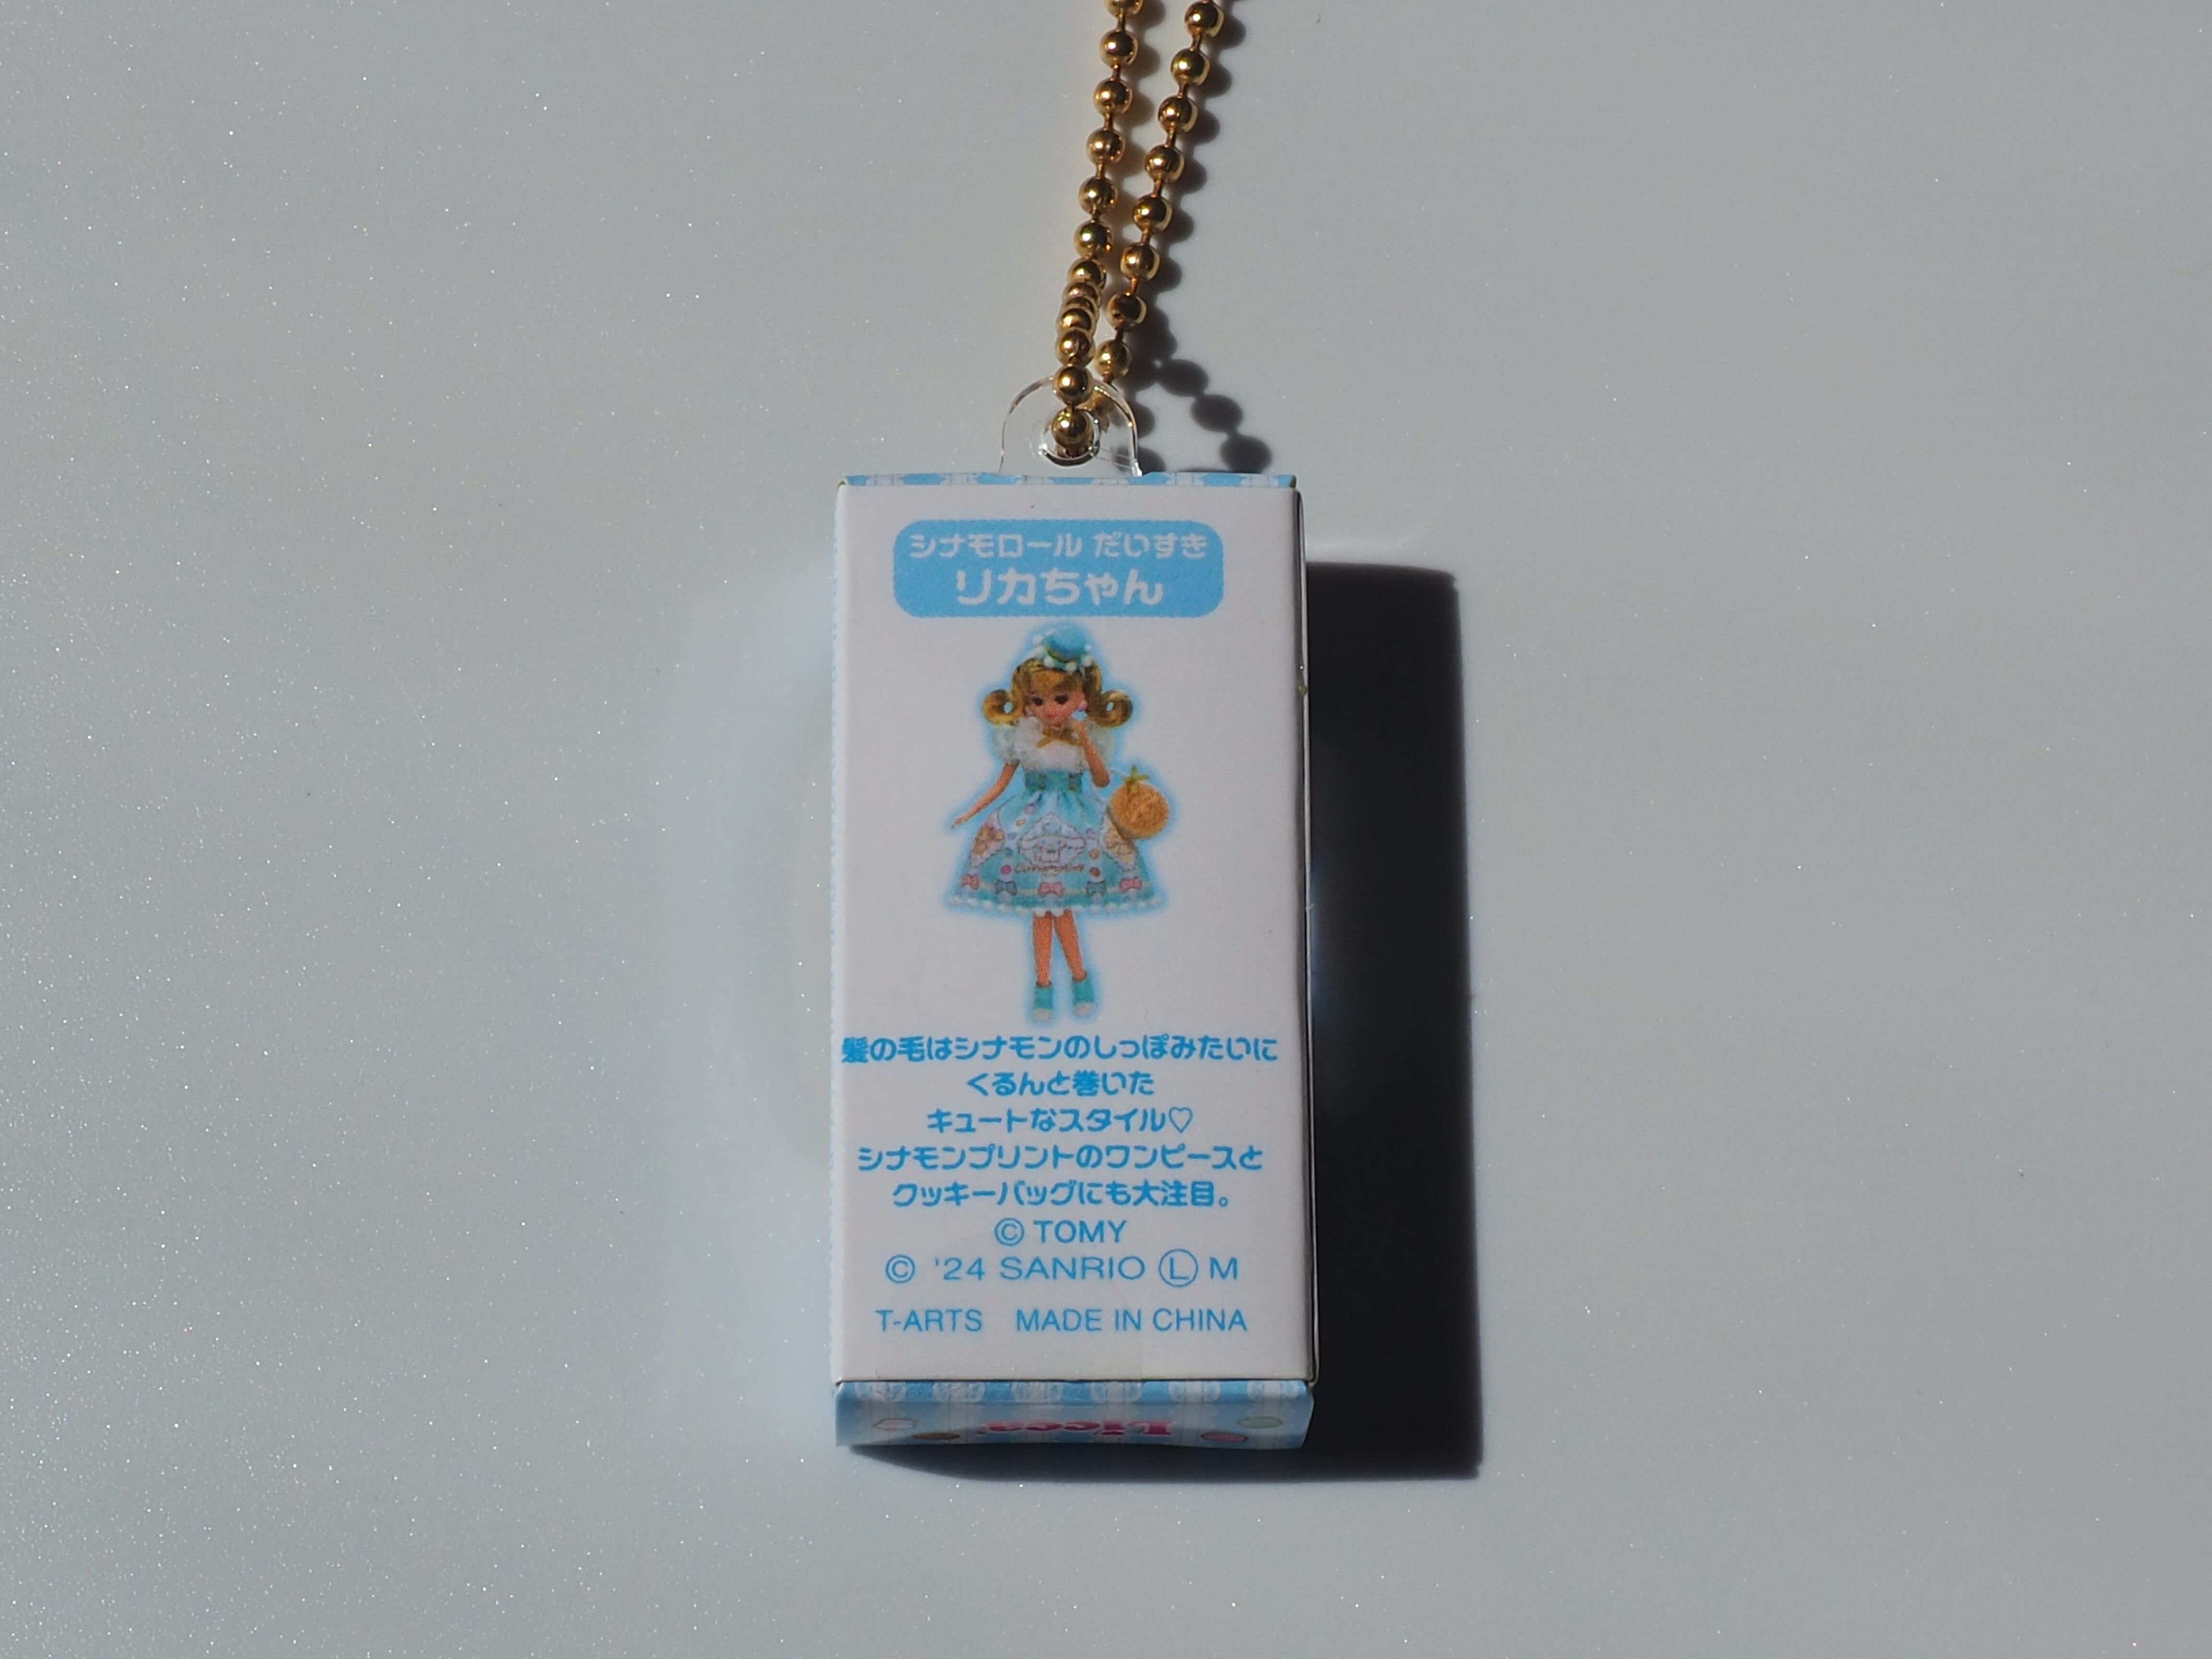 シナモロール だいすき
リカちゃん
髪の毛はシナモンのしっぽみたいに
くるんと巻いた
キュートなスタイル♡
シナモンプリントのワンピースと
クッキーバッグにも大注目。
© TOMY
© '24 SANRIO Ⓛ M
T-ARTS MADE IN CHINA
Licca